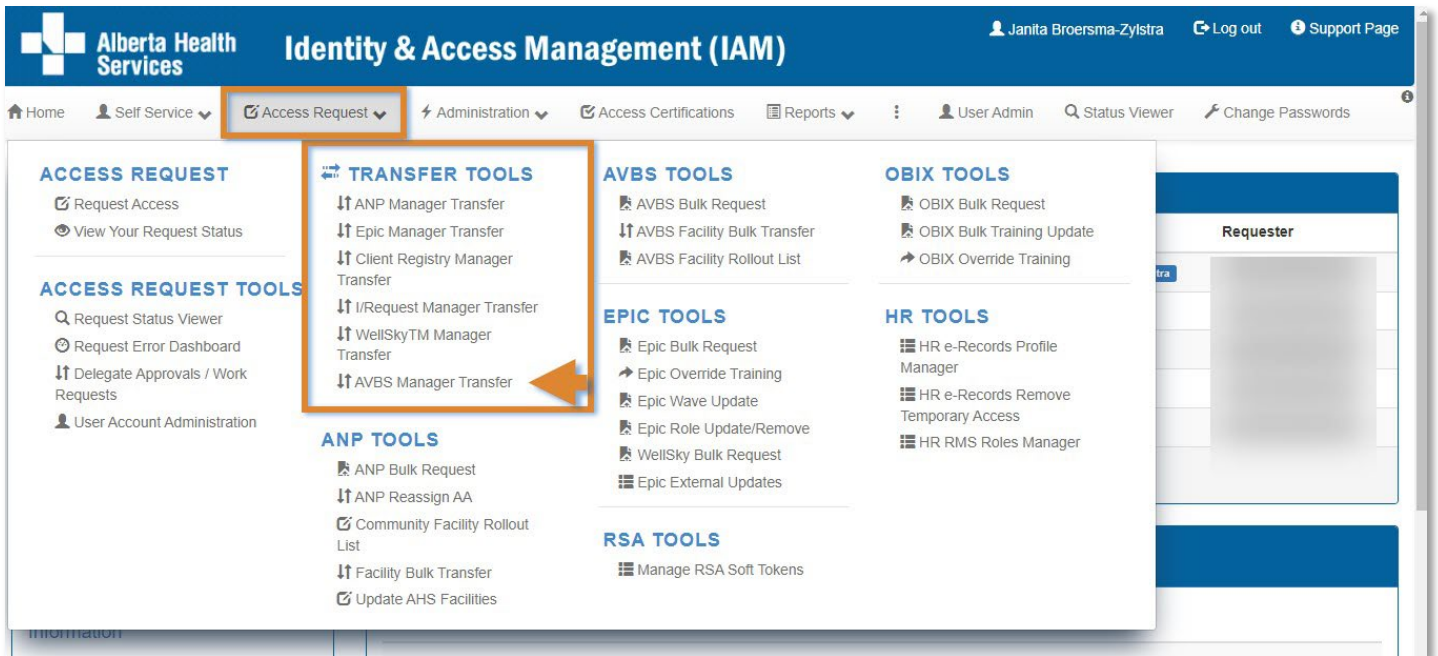 Alberta Health
Services
Identity & Access Management (IAM)
Janita Broersma-Zylstra
Log out
Support Page
Home
Self Service
Access Request
Administration
Access Certifications
Reports
User Admin
Status Viewer
Change Passwords
ACCESS REQUEST
Request Access
View Your Request Status
ACCESS REQUEST TOOLS
Request Status Viewer
Request Error Dashboard
Delegate Approvals / Work
Requests
User Account Administration
TRANSFER TOOLS
ANP Manager Transfer
Epic Manager Transfer
Client Registry Manager
Transfer
I/Request Manager Transfer
WellSkyTM Manager
Transfer
AVBS Manager Transfer
ANP TOOLS
ANP Bulk Request
ANP Reassign AA
Community Facility Rollout
List
Facility Bulk Transfer
Update AHS Facilities
AVBS TOOLS
AVBS Bulk Request
AVBS Facility Bulk Transfer
AVBS Facility Rollout List
EPIC TOOLS
Epic Bulk Request
Epic Override Training
Epic Wave Update
Epic Role Update/Remove
WellSky Bulk Request
Epic External Updates
RSA TOOLS
Manage RSA Soft Tokens
OBIX TOOLS
OBIX Bulk Request
OBIX Bulk Training Update
OBIX Override Training
HR TOOLS
HR e-Records Profile
Manager
HR e-Records Remove
Temporary Access
HR RMS Roles Manager
Requester
tra
Information